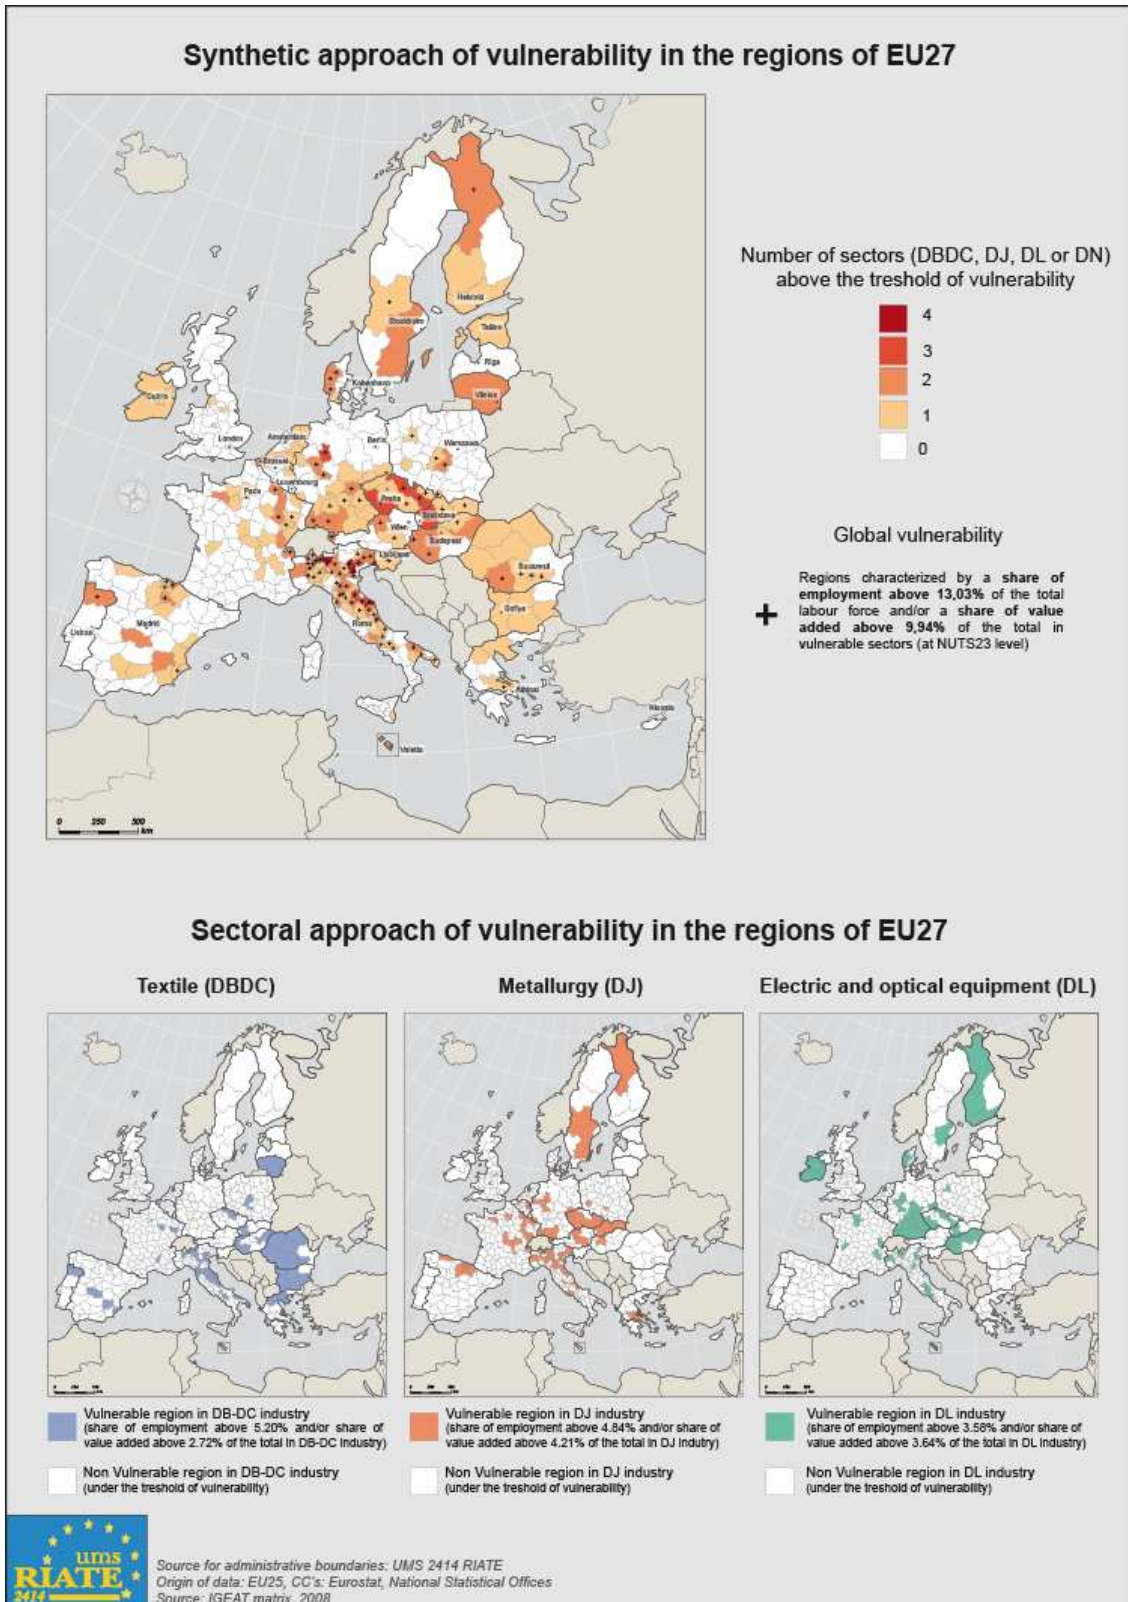 Synthetic approach of vulnerability in the regions of EU27
Number of sectors (DBDC, DJ, DL or DN)
above the treshold of vulnerability
4
3
2
1
0
Global vulnerability
Regions characterized by a share of
employment above 13,03% of the total
labour force and/or a share of value
added above 9,94% of the total in
vulnerable sectors (at NUTS23 level)
Helsinki
Stockholm
Tallinn
Riga
Vilnius
København
Dublin
London
Amsterdam
Berlin
Warszawa
Luxembourg
Paris
Praha
Bratislava
Wien
Budapest
Ljubljana
Bucuresti
Sofiya
Roma
Madrid
Lisboa
Athinai
Nicosia
Valetta
0 250 500
km
Sectoral approach of vulnerability in the regions of EU27
Textile (DBDC)
Metallurgy (DJ)
Electric and optical equipment (DL)
Vulnerable region in DB-DC industry
(share of employment above 5.20% and/or share of
value added above 2.72% of the total in DB-DC industry)
Non Vulnerable region in DB-DC industry
(under the treshold of vulnerability)
Vulnerable region in DJ industry
(share of employment above 4.84% and/or share of
value added above 4.21% of the total in DJ indutry)
Non Vulnerable region in DJ industry
(under the treshold of vulnerability)
Vulnerable region in DL industry
(share of employment above 3.58% and/or share of
value added above 3.64% of the total in DL industry)
Non Vulnerable region in DL industry
(under the treshold of vulnerability)
ums
RIATE
2414
Source for administrative boundaries: UMS 2414 RIATE
Origin of data: EU25, CC's: Eurostat, National Statistical Offices
Source: IGEAT matrix, 2008